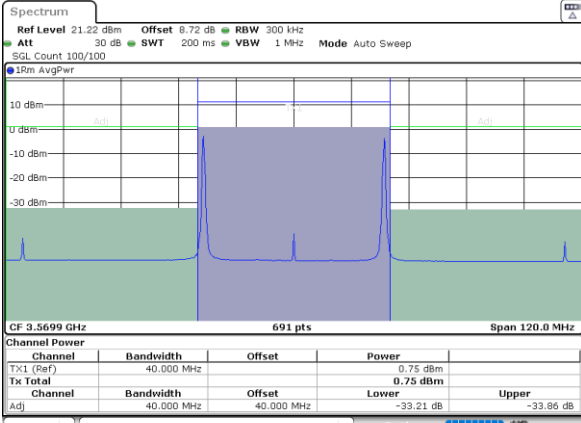 Spectrum
Ref Level 21.22 dBm Offset 8.72 dB RBW 300 kHz
Att 30 dB SWT 200 ms VBW 1 MHz Mode Auto Sweep
SGL Count 100/100
1Rm AvgPwr
10 dBm
Adj Adj
0 dBm
-10 dBm
-20 dBm
-30 dBm
CF 3.5699 GHz 691 pts Span 120.0 MHz
Channel Power
Channel Bandwidth Offset Power
TX1 (Ref) 40.000 MHz 0.75 dBm
Tx Total 0.75 dBm
Channel Bandwidth Offset Lower Upper
Adj 40.000 MHz 40.000 MHz -33.21 dB -33.86 dB